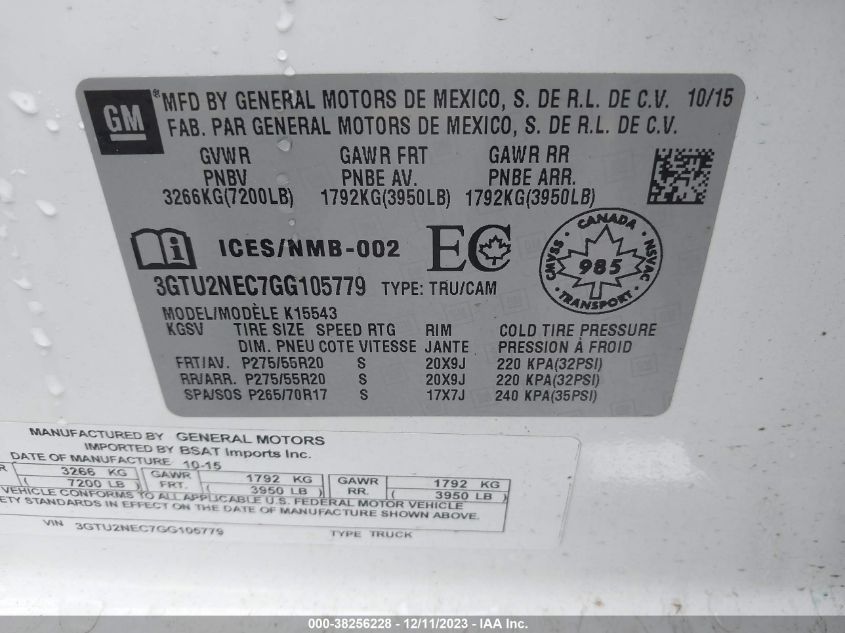 GM
MFD BY GENERAL MOTORS DE MEXICO, S. DE R.L. DE C.V. 10/15
FAB. PAR GENERAL MOTORS DE MEXICO, S. DE R.L. DE C.V.
GVWR GAWR FRT GAWR RR
PNBV PNBE AV. PNBE ARR.
3266KG(7200LB) 1792KG(3950LB) 1792KG(3950LB)
i ICES/NMB-002 EC
CANADA
CMVSS 985 NSVAC
TRANSPORT
3GTU2NEC7GG105779 TYPE: TRU/CAM
MODEL/MODÈLE K15543
KGSV TIRE SIZE SPEED RTG RIM COLD TIRE PRESSURE
DIM. PNEU COTE VITESSE JANTE PRESSION À FROID
FRT/AV. P275/55R20 S 20X9J 220 KPA(32PSI)
RR/ARR. P275/55R20 S 20X9J 220 KPA(32PSI)
SPA/SOS P265/70R17 S 17X7J 240 KPA(35PSI)
MANUFACTURED BY GENERAL MOTORS
IMPORTED BY BSAT Imports Inc.
DATE OF MANUFACTURE 10-15
R 3266 KG GAWR 1792 KG GAWR 1792 KG
( 7200 LB ) FRT. ( 3950 LB ) RR. ( 3950 LB )
VEHICLE CONFORMS TO ALL APPLICABLE U.S. FEDERAL MOTOR VEHICLE
ETY STANDARDS IN EFFECT ON THE DATE OF MANUFACTURE SHOWN ABOVE.
VIN 3GTU2NEC7GG105779 TYPE TRUCK
000-38256228 - 12/11/2023 - IAA Inc.